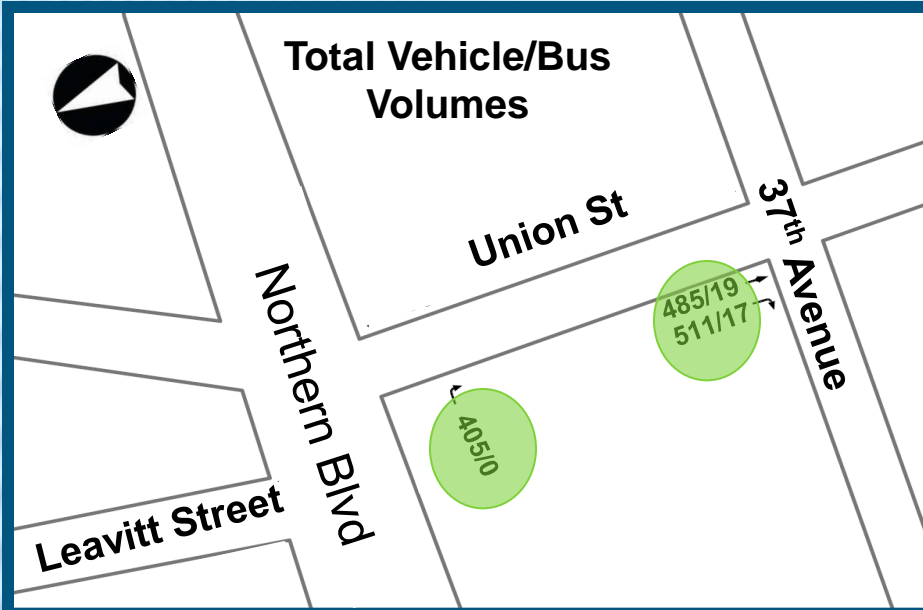 Total Vehicle/Bus
Volumes
Union St
37th Avenue
485/19
511/17
Northern Blvd
405/0
Leavitt Street